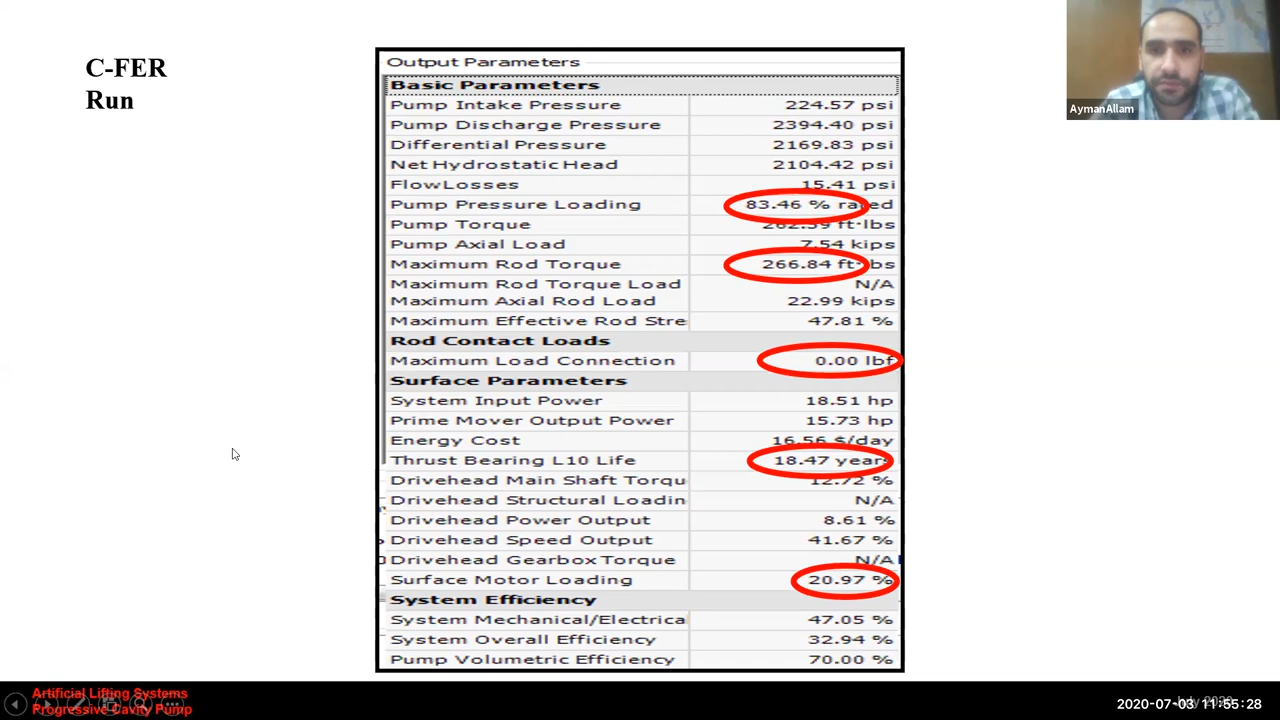 C-FER
Run
AymanAllam
Output Parameters
Basic Parameters
Pump Intake Pressure 224.57 psi
Pump Discharge Pressure 2394.40 psi
Differential Pressure 2169.83 psi
Net Hydrostatic Head 2104.42 psi
Flow Losses 15.41 psi
Pump Pressure Loading 83.46 % rated
Pump Torque 262.59 ft·lbs
Pump Axial Load 7.54 kips
Maximum Rod Torque 266.84 ft·lbs
Maximum Rod Torque Load N/A
Maximum Axial Rod Load 22.99 kips
Maximum Effective Rod Stre 47.81 %
Rod Contact Loads
Maximum Load Connection 0.00 lbf
Surface Parameters
System Input Power 18.51 hp
Prime Mover Output Power 15.73 hp
Energy Cost 16.56 $/day
Thrust Bearing L10 Life 18.47 years
Drivehead Main Shaft Torqu 12.72 %
Drivehead Structural Loadin N/A
Drivehead Power Output 8.61 %
Drivehead Speed Output 41.67 %
Drivehead Gearbox Torque N/A
Surface Motor Loading 20.97 %
System Efficiency
System Mechanical/Electrica 47.05 %
System Overall Efficiency 32.94 %
Pump Volumetric Efficiency 70.00 %
Artificial Lifting Systems
Progressive Cavity Pump
July 2020
2020-07-03 11:55:28